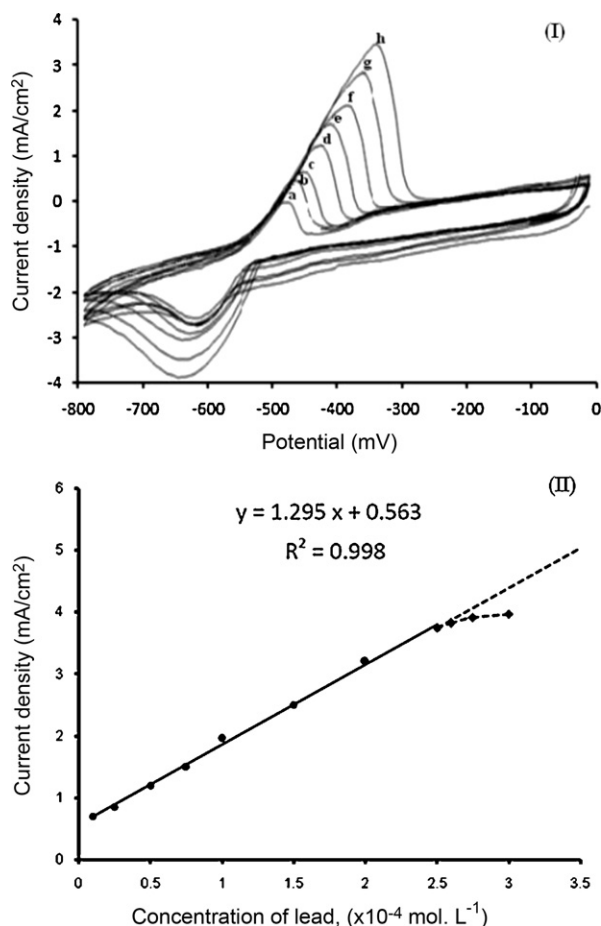 (I)
Current density (mA/cm²)
4
3
2
1
0
-1
-2
-3
-4
h
g
f
e
d
c
b
a
-800 -700 -600 -500 -400 -300 -200 -100 0
Potential (mV)
(II)
Current density (mA/cm²)
6
5
4
3
2
1
0
y = 1.295 x + 0.563
R² = 0.998
0 0.5 1 1.5 2 2.5 3 3.5
Concentration of lead, (x10-4 mol. L⁻¹)